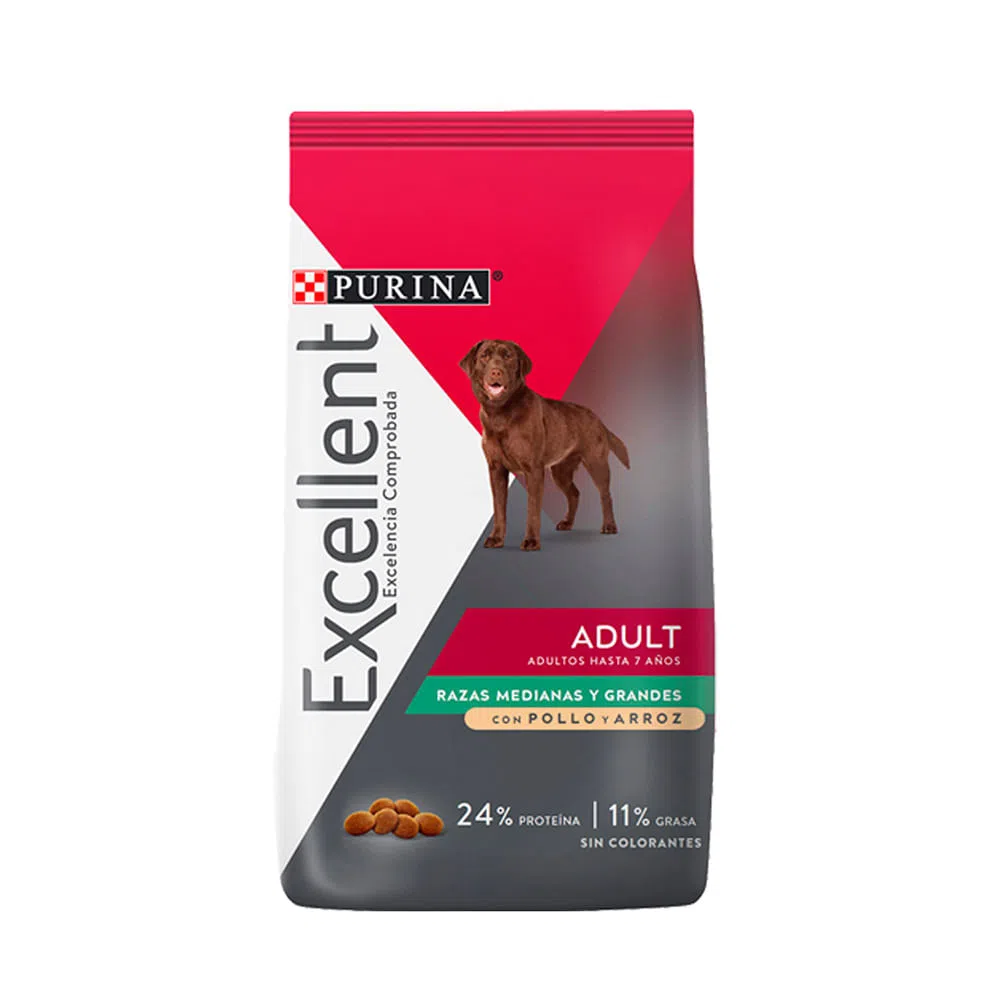 PURINA®
Excellent
Excelencia Comprobada
ADULT
ADULTOS HASTA 7 AÑOS
RAZAS MEDIANAS Y GRANDES
CON POLLO Y ARROZ
24% PROTEÍNA | 11% GRASA
SIN COLORANTES